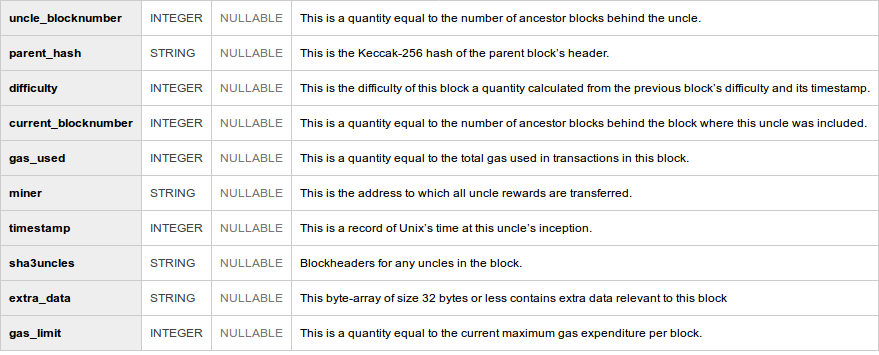 uncle_blocknumber INTEGER NULLABLE This is a quantity equal to the number of ancestor blocks behind the uncle.
parent_hash STRING NULLABLE This is the Keccak-256 hash of the parent block’s header.
difficulty INTEGER NULLABLE This is the difficulty of this block a quantity calculated from the previous block’s difficulty and its timestamp.
current_blocknumber INTEGER NULLABLE This is a quantity equal to the number of ancestor blocks behind the block where this uncle was included.
gas_used INTEGER NULLABLE This is a quantity equal to the total gas used in transactions in this block.
miner STRING NULLABLE This is the address to which all uncle rewards are transferred.
timestamp INTEGER NULLABLE This is a record of Unix’s time at this uncle’s inception.
sha3uncles STRING NULLABLE Blockheaders for any uncles in the block.
extra_data STRING NULLABLE This byte-array of size 32 bytes or less contains extra data relevant to this block
gas_limit INTEGER NULLABLE This is a quantity equal to the current maximum gas expenditure per block.